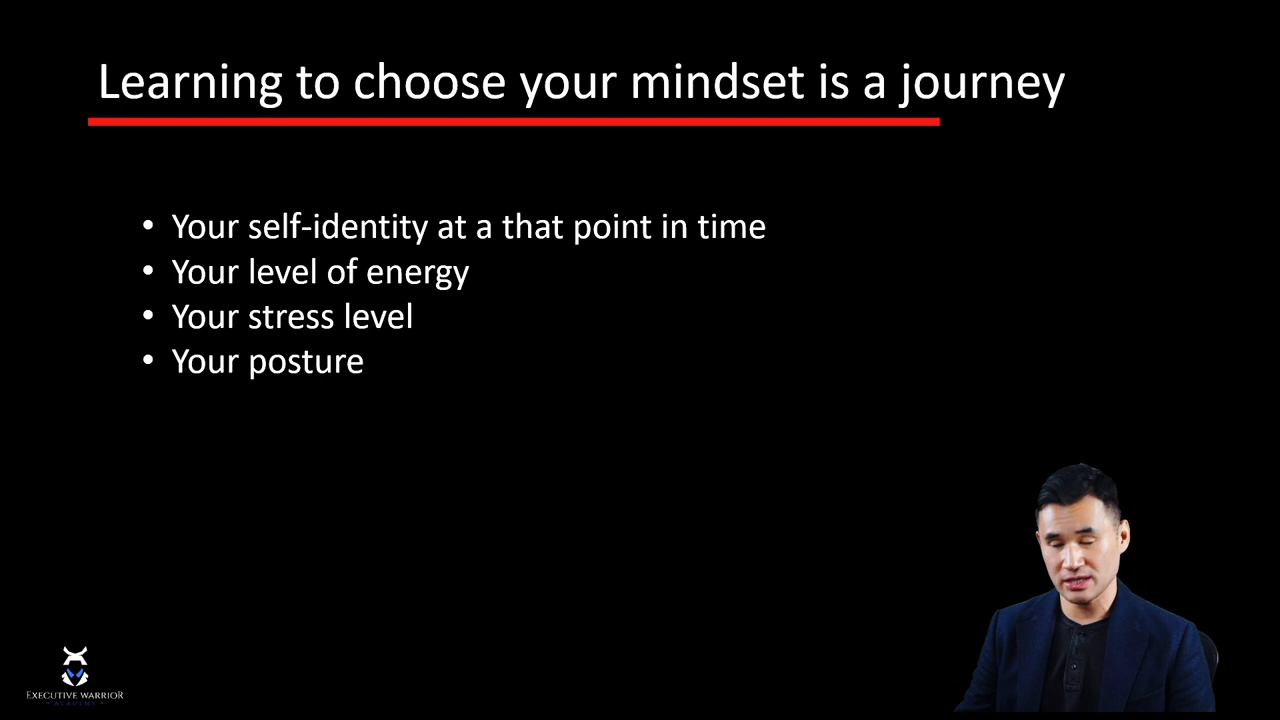 Learning to choose your mindset is a journey
• Your self-identity at a that point in time
• Your level of energy
• Your stress level
• Your posture
EXECUTIVE WARRIOR
ACADEMY